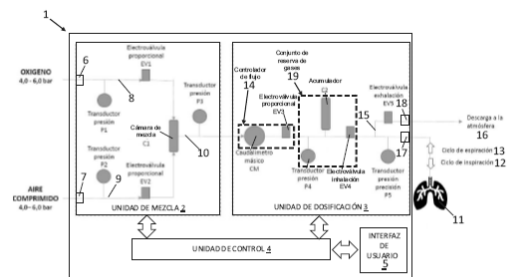 1
Electroválvula
proporcional
EV1
6
OXIGENO
4,0 - 6,0 bar
8
Transductor
presión
P1
Transductor
presión
P3
Cámara de
mezcla
C1
10
Transductor
presión
P2
7
AIRE
COMPRIMIDO
4,0 - 6,0 bar
9
Electroválvula
proporcional
EV2
UNIDAD DE MEZCLA 2
Conjunto de
reserva de
gases
19
Controlador
de flujo
14
Acumulador
Electroválvula
proporcional
EV3
Caudalímetro
másico
CM
Transductor
presión
P4
Electroválvula
inhalación
EV4
15
Electroválvula
exhalación
EV5
18
17
Transductor
presión
P5
UNIDAD DE DOSIFICACIÓN 3
Descarga a la
atmósfera
16
Ciclo de espiración 13
Ciclo de inspiración 12
11
UNIDAD DE CONTROL 4
INTERFAZ
DE
USUARIO
5